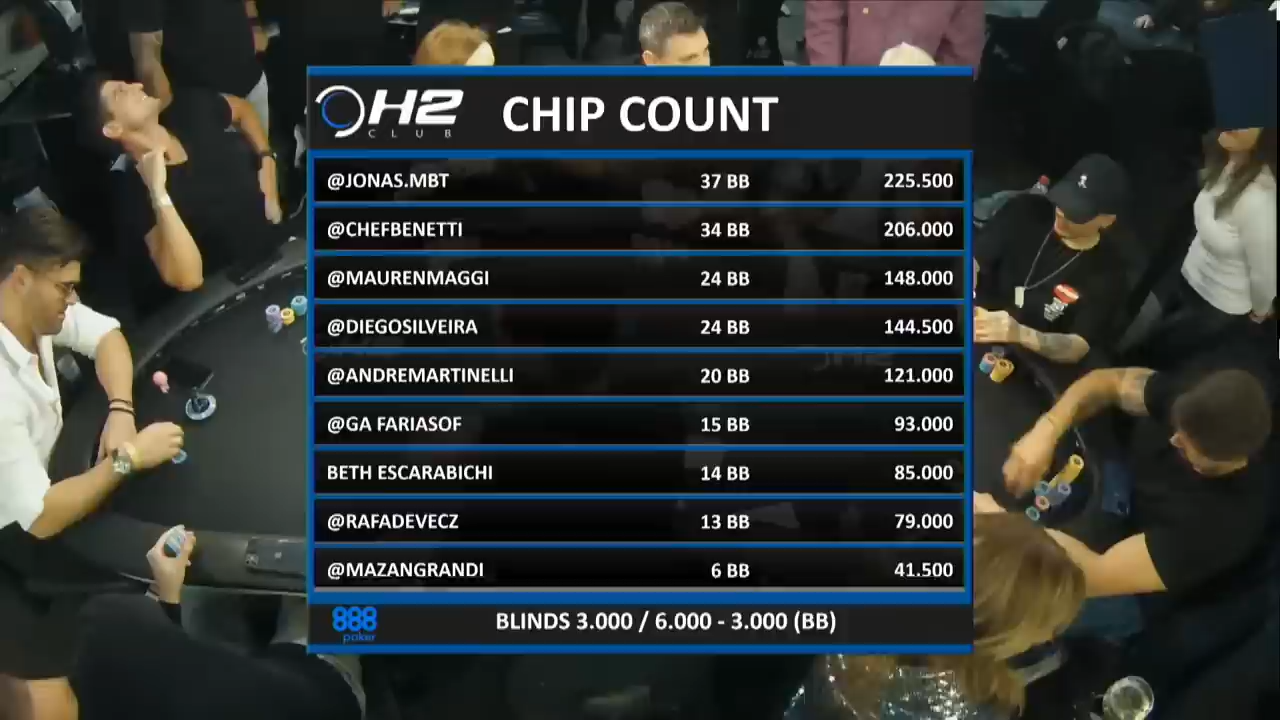 H2 CLUB CHIP COUNT
@JONAS.MBT 37 BB 225.500
@CHEFBENETTI 34 BB 206.000
@MAURENMAGGI 24 BB 148.000
@DIEGOSILVEIRA 24 BB 144.500
@ANDREMARTINELLI 20 BB 121.000
@GA FARIASOF 15 BB 93.000
BETH ESCARABICHI 14 BB 85.000
@RAFADEVECZ 13 BB 79.000
@MAZANGRANDI 6 BB 41.500
888 poker BLINDS 3.000 / 6.000 - 3.000 (BB)
H2